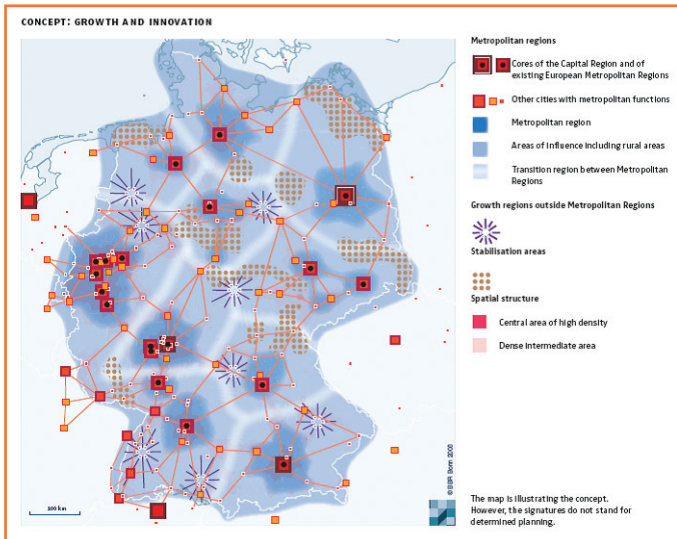 CONCEPT: GROWTH AND INNOVATION
Metropolitan regions
Cores of the Capital Region and of
existing European Metropolitan Regions
Other cities with metropolitan functions
Metropolitan region
Areas of influence including rural areas
Transition region between Metropolitan
Regions
Growth regions outside Metropolitan Regions
Stabilisation areas
Spatial structure
Central area of high density
Dense intermediate area
© BBR Bonn 2006
100 km
The map is illustrating the concept.
However, the signatures do not stand for
determined planning.